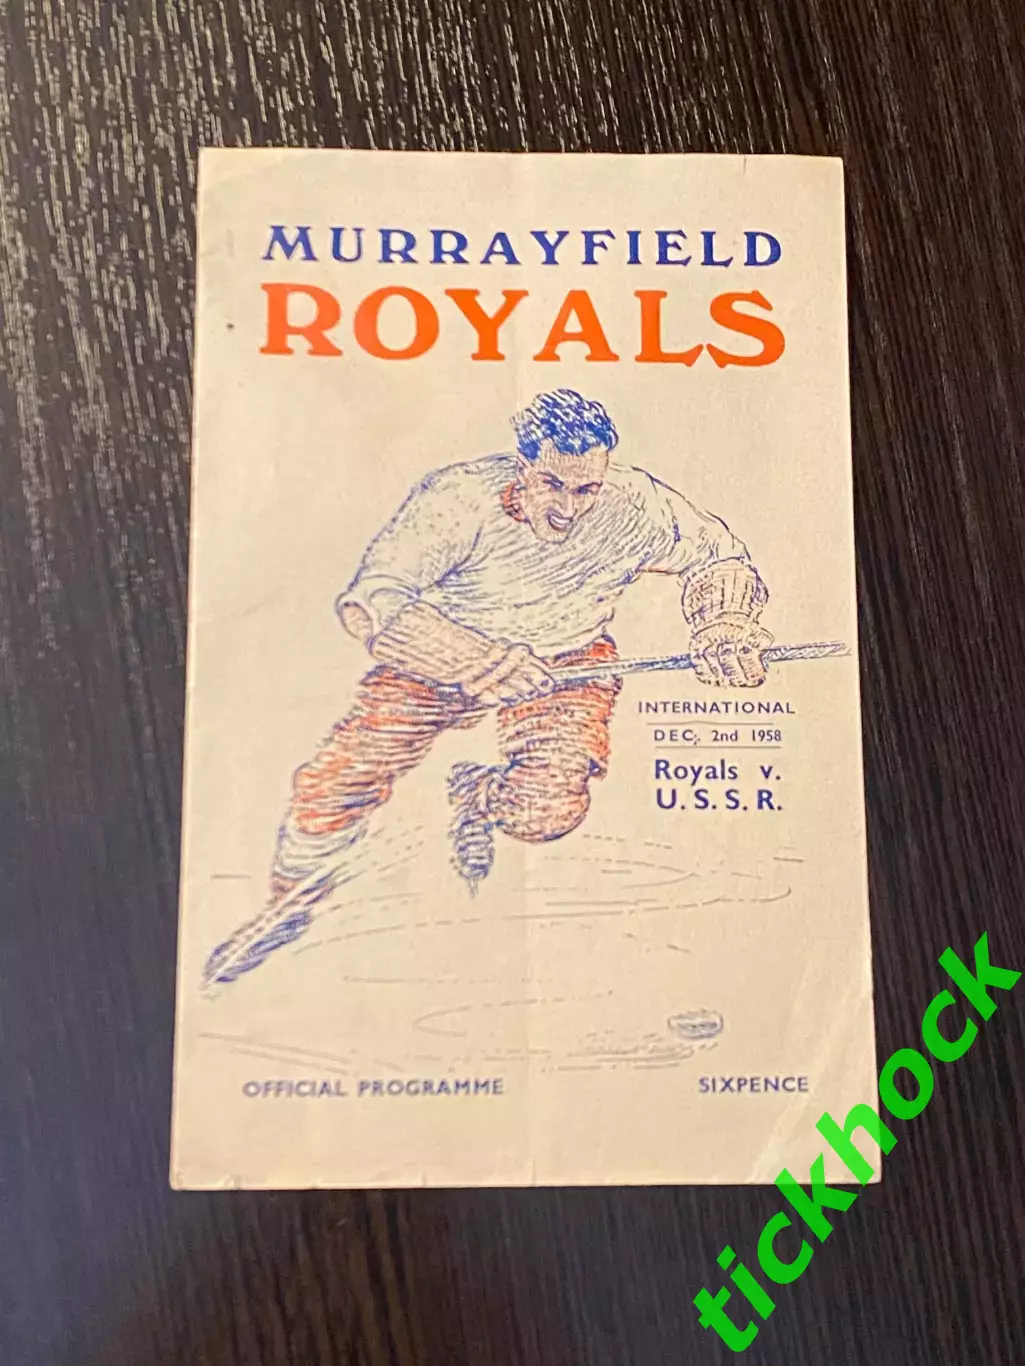 MURRAYFIELD
ROYALS
INTERNATIONAL
DEC. 2nd 1958
Royals v.
U.S.S.R.
OFFICIAL PROGRAMME
SIXPENCE
tickhock